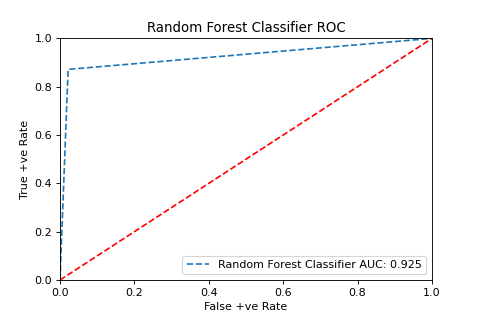 Random Forest Classifier ROC
1.0
0.8
0.6
0.4
0.2
0.0
True +ve Rate
Random Forest Classifier AUC: 0.925
0.0 0.2 0.4 0.6 0.8 1.0
False +ve Rate